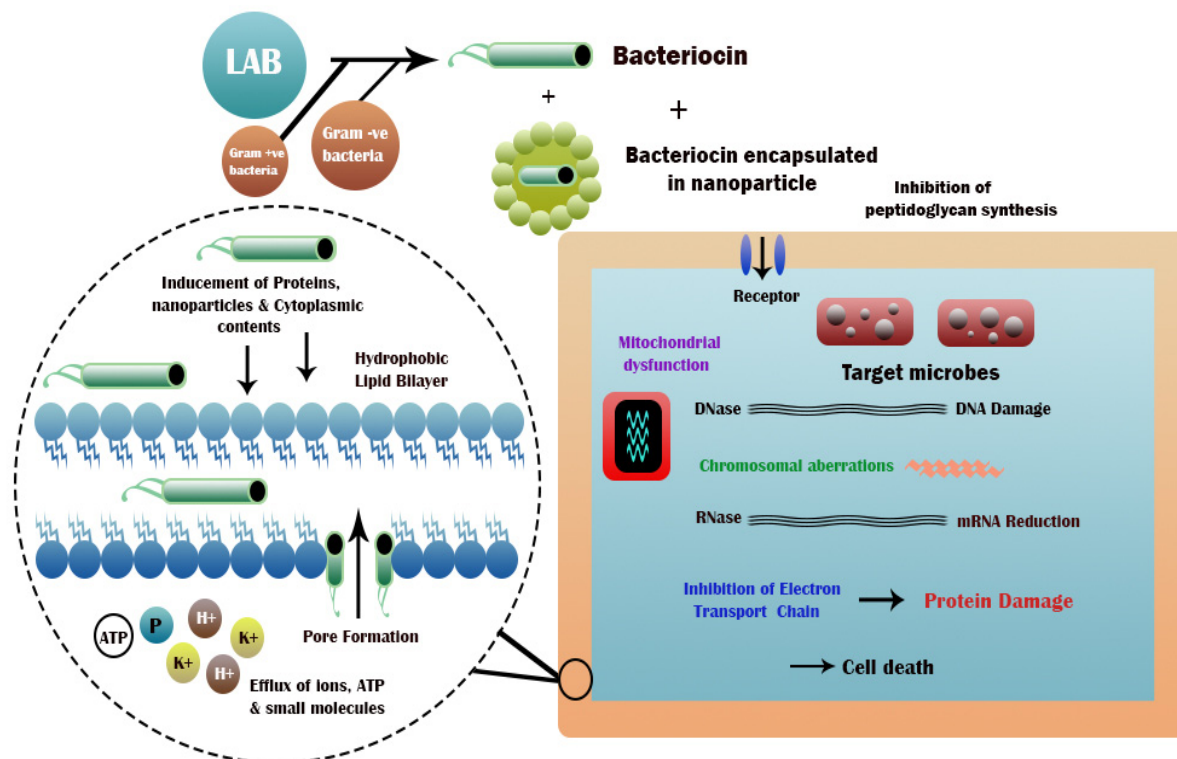 LAB
Gram +ve
bacteria
Gram -ve
bacteria
Bacteriocin
+
+
Bacteriocin encapsulated
in nanoparticle
Inhibition of
peptidoglycan synthesis
Inducement of Proteins,
nanoparticles & Cytoplasmic
contents
Hydrophobic
Lipid Bilayer
ATP
P
H+
K+
K+
H+
Pore Formation
Efflux of ions, ATP
& small molecules
Receptor
Mitochondrial
dysfunction
Target microbes
DNase
DNA Damage
Chromosomal aberrations
RNase
mRNA Reduction
Inhibition of Electron
Transport Chain
Protein Damage
Cell death